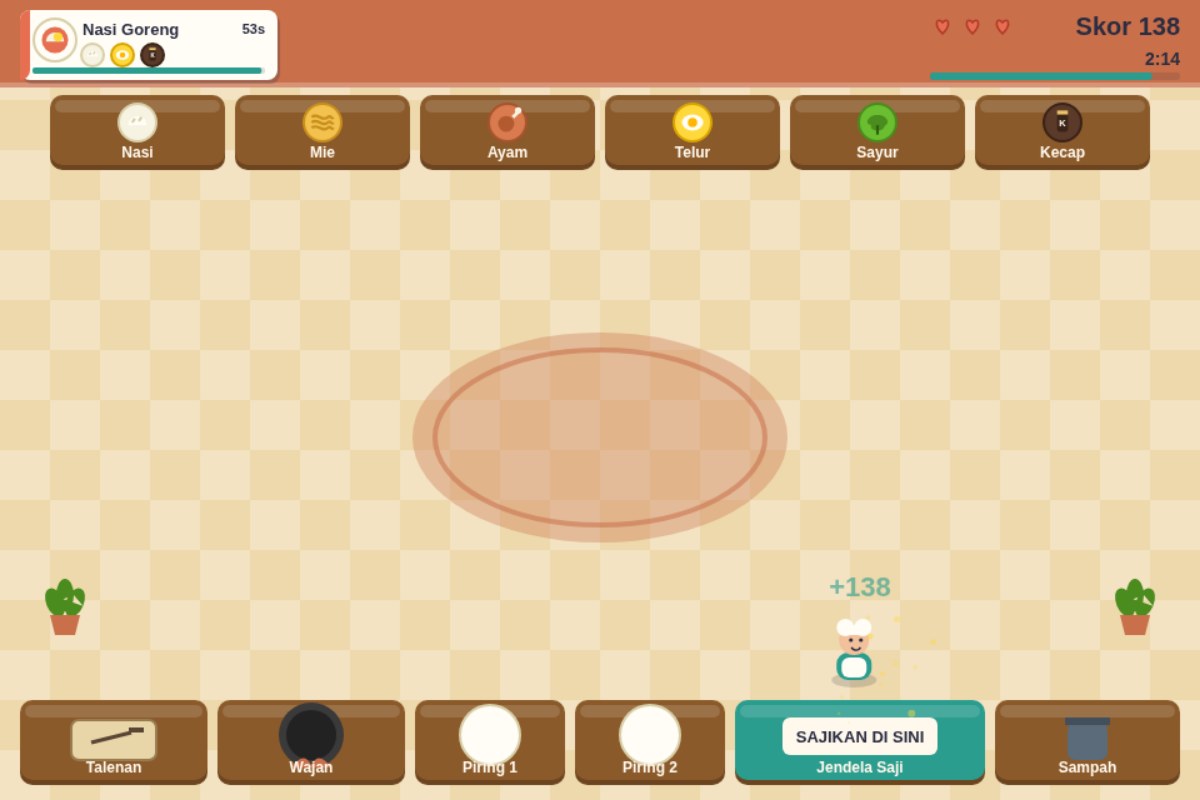 Nasi Goreng
53s
K
Skor 138
2:14
Nasi
Mie
Ayam
Telur
Sayur
K
Kecap
+138
Talenan
Wajan
Piring 1
Piring 2
SAJIKAN DI SINI
Jendela Saji
Sampah